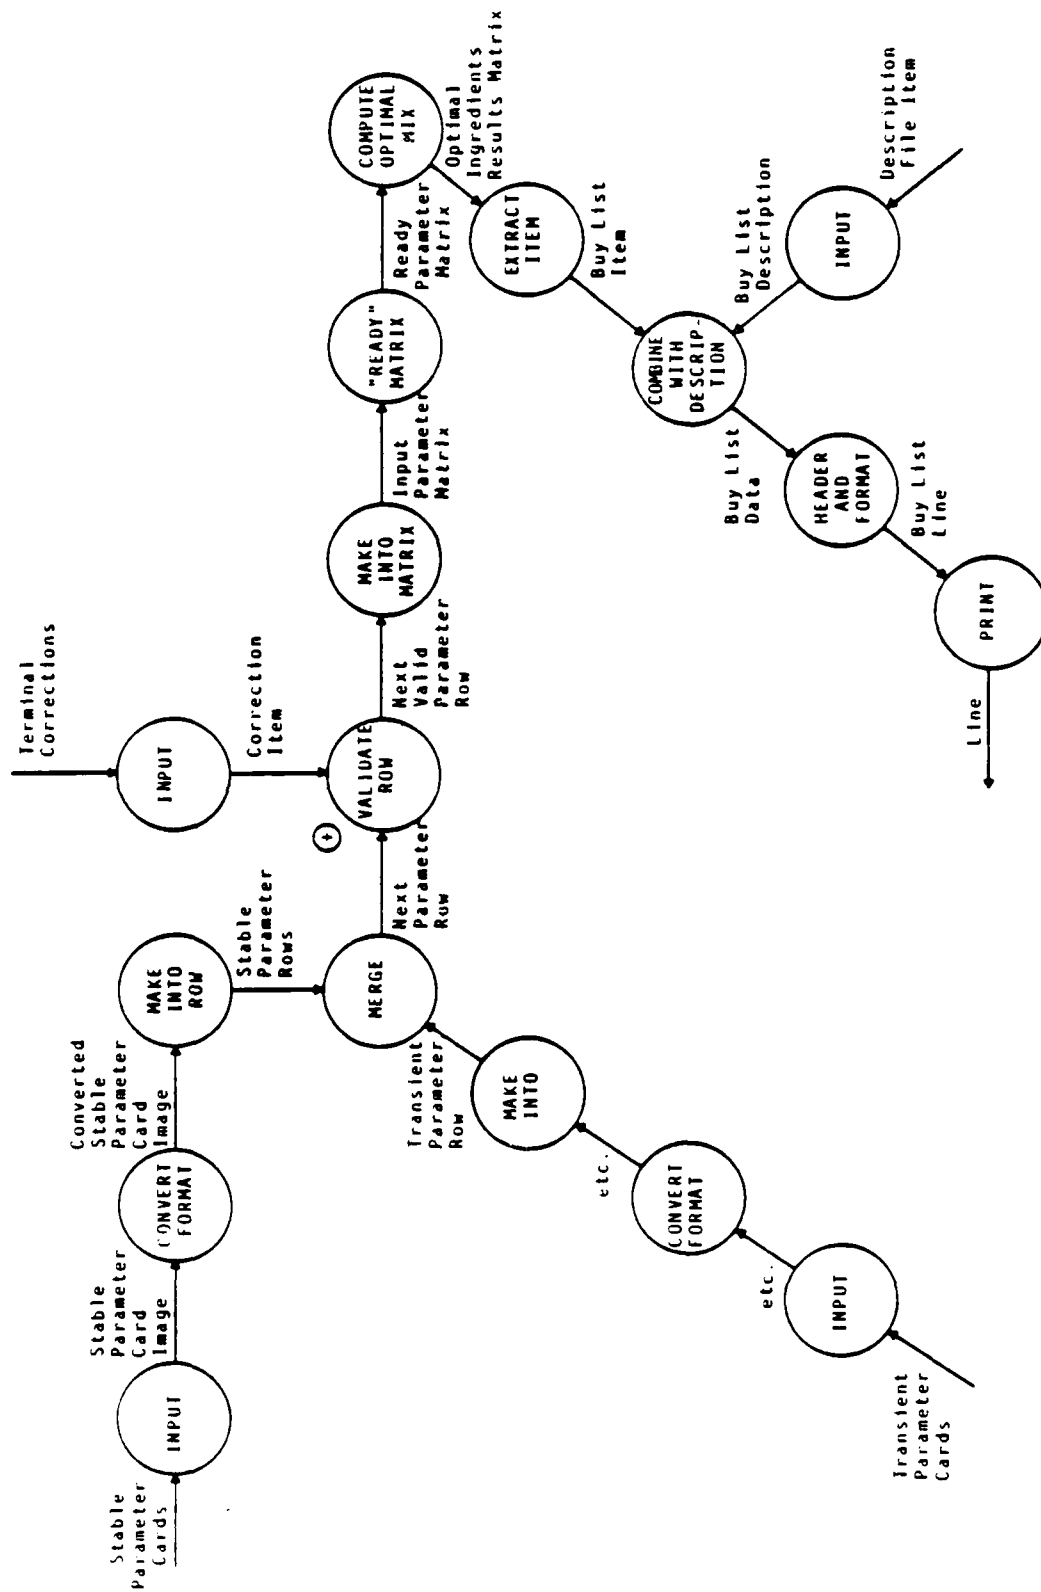 Stable
Parameter
Cards
INPUT
Stable
Parameter
Card
Image
CONVERT
FORMAT
Converted
Stable
Parameter
Card
Image
MAKE
INTO
ROW
Stable
Parameter
Rows
Terminal
Corrections
INPUT
Correction
Item
Transient
Parameter
Cards
INPUT
etc.
CONVERT
FORMAT
etc.
MAKE
INTO
Transient
Parameter
Row
MERGE
Next
Parameter
Row
+
VALIDATE
ROW
Next
Valid
Parameter
Row
MAKE
INTO
MATRIX
Input
Parameter
Matrix
"READY"
MATRIX
Ready
Parameter
Matrix
COMPUTE
OPTIMAL
MIX
Optimal
Ingredients
Results Matrix
EXTRACT
ITEM
Buy List
Item
Description
File Item
INPUT
Buy List
Description
COMBINE
WITH
DESCRIP-
TION
Buy List
Data
HEADER
AND
FORMAT
Buy List
Line
PRINT
Line